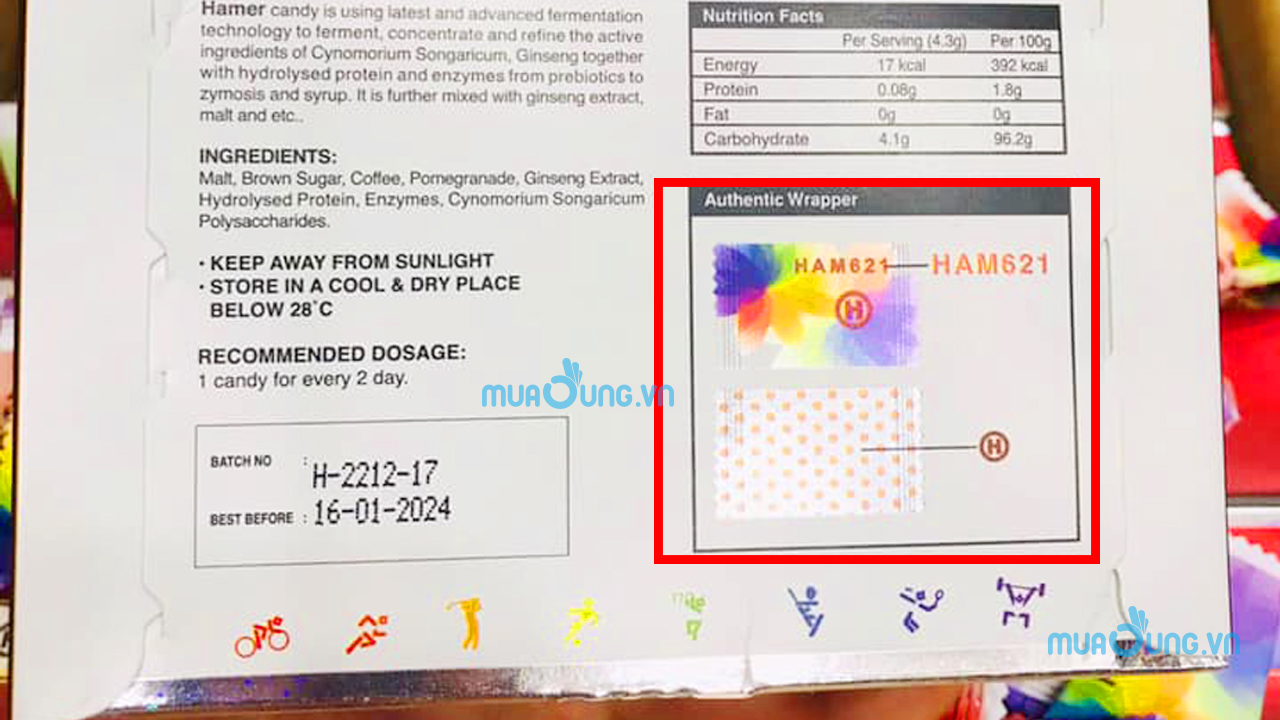 Hamer candy is using latest and advanced fermentation
technology to ferment, concentrate and refine the active
ingredients of Cynomorium Songaricum, Ginseng together
with hydrolysed protein and enzymes from prebiotics to
zymosis and syrup. It is further mixed with ginseng extract,
malt and etc..
INGREDIENTS:
Malt, Brown Sugar, Coffee, Pomegranade, Ginseng Extract,
Hydrolysed Protein, Enzymes, Cynomorium Songaricum
Polysaccharides.
· KEEP AWAY FROM SUNLIGHT
· STORE IN A COOL & DRY PLACE
BELOW 28°C
RECOMMENDED DOSAGE:
1 candy for every 2 day.
BATCH NO : H-2212-17
BEST BEFORE : 16-01-2024
Nutrition Facts
Per Serving (4.3g) Per 100g
Energy 17 kcal 392 kcal
Protein 0.08g 1.8g
Fat 0g 0g
Carbohydrate 4.1g 96.2g
Authentic Wrapper
HAM621 HAM621
H
H
muaDung.vn
muaDung.vn